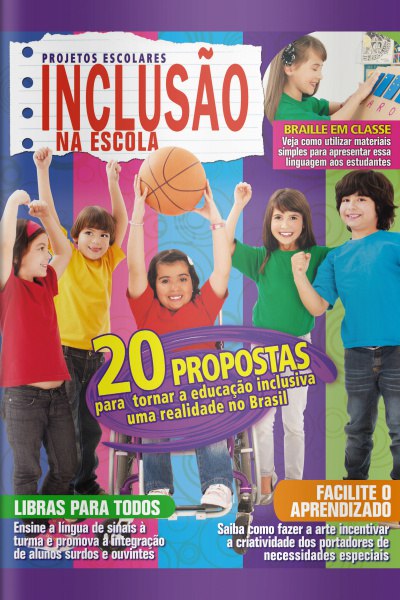 PROJETOS ESCOLARES
INCLUSÃO
NA ESCOLA
BRAILLE EM CLASSE
Veja como utilizar materiais
simples para apresentar essa
linguagem aos estudantes
20 PROPOSTAS
para tornar a educação inclusiva
uma realidade no Brasil
LIBRAS PARA TODOS
Ensine a língua de sinais à
turma e promova a integração
de alunos surdos e ouvintes
FACILITE O
APRENDIZADO
Saiba como fazer a arte incentivar
a criatividade dos portadores de
necessidades especiais